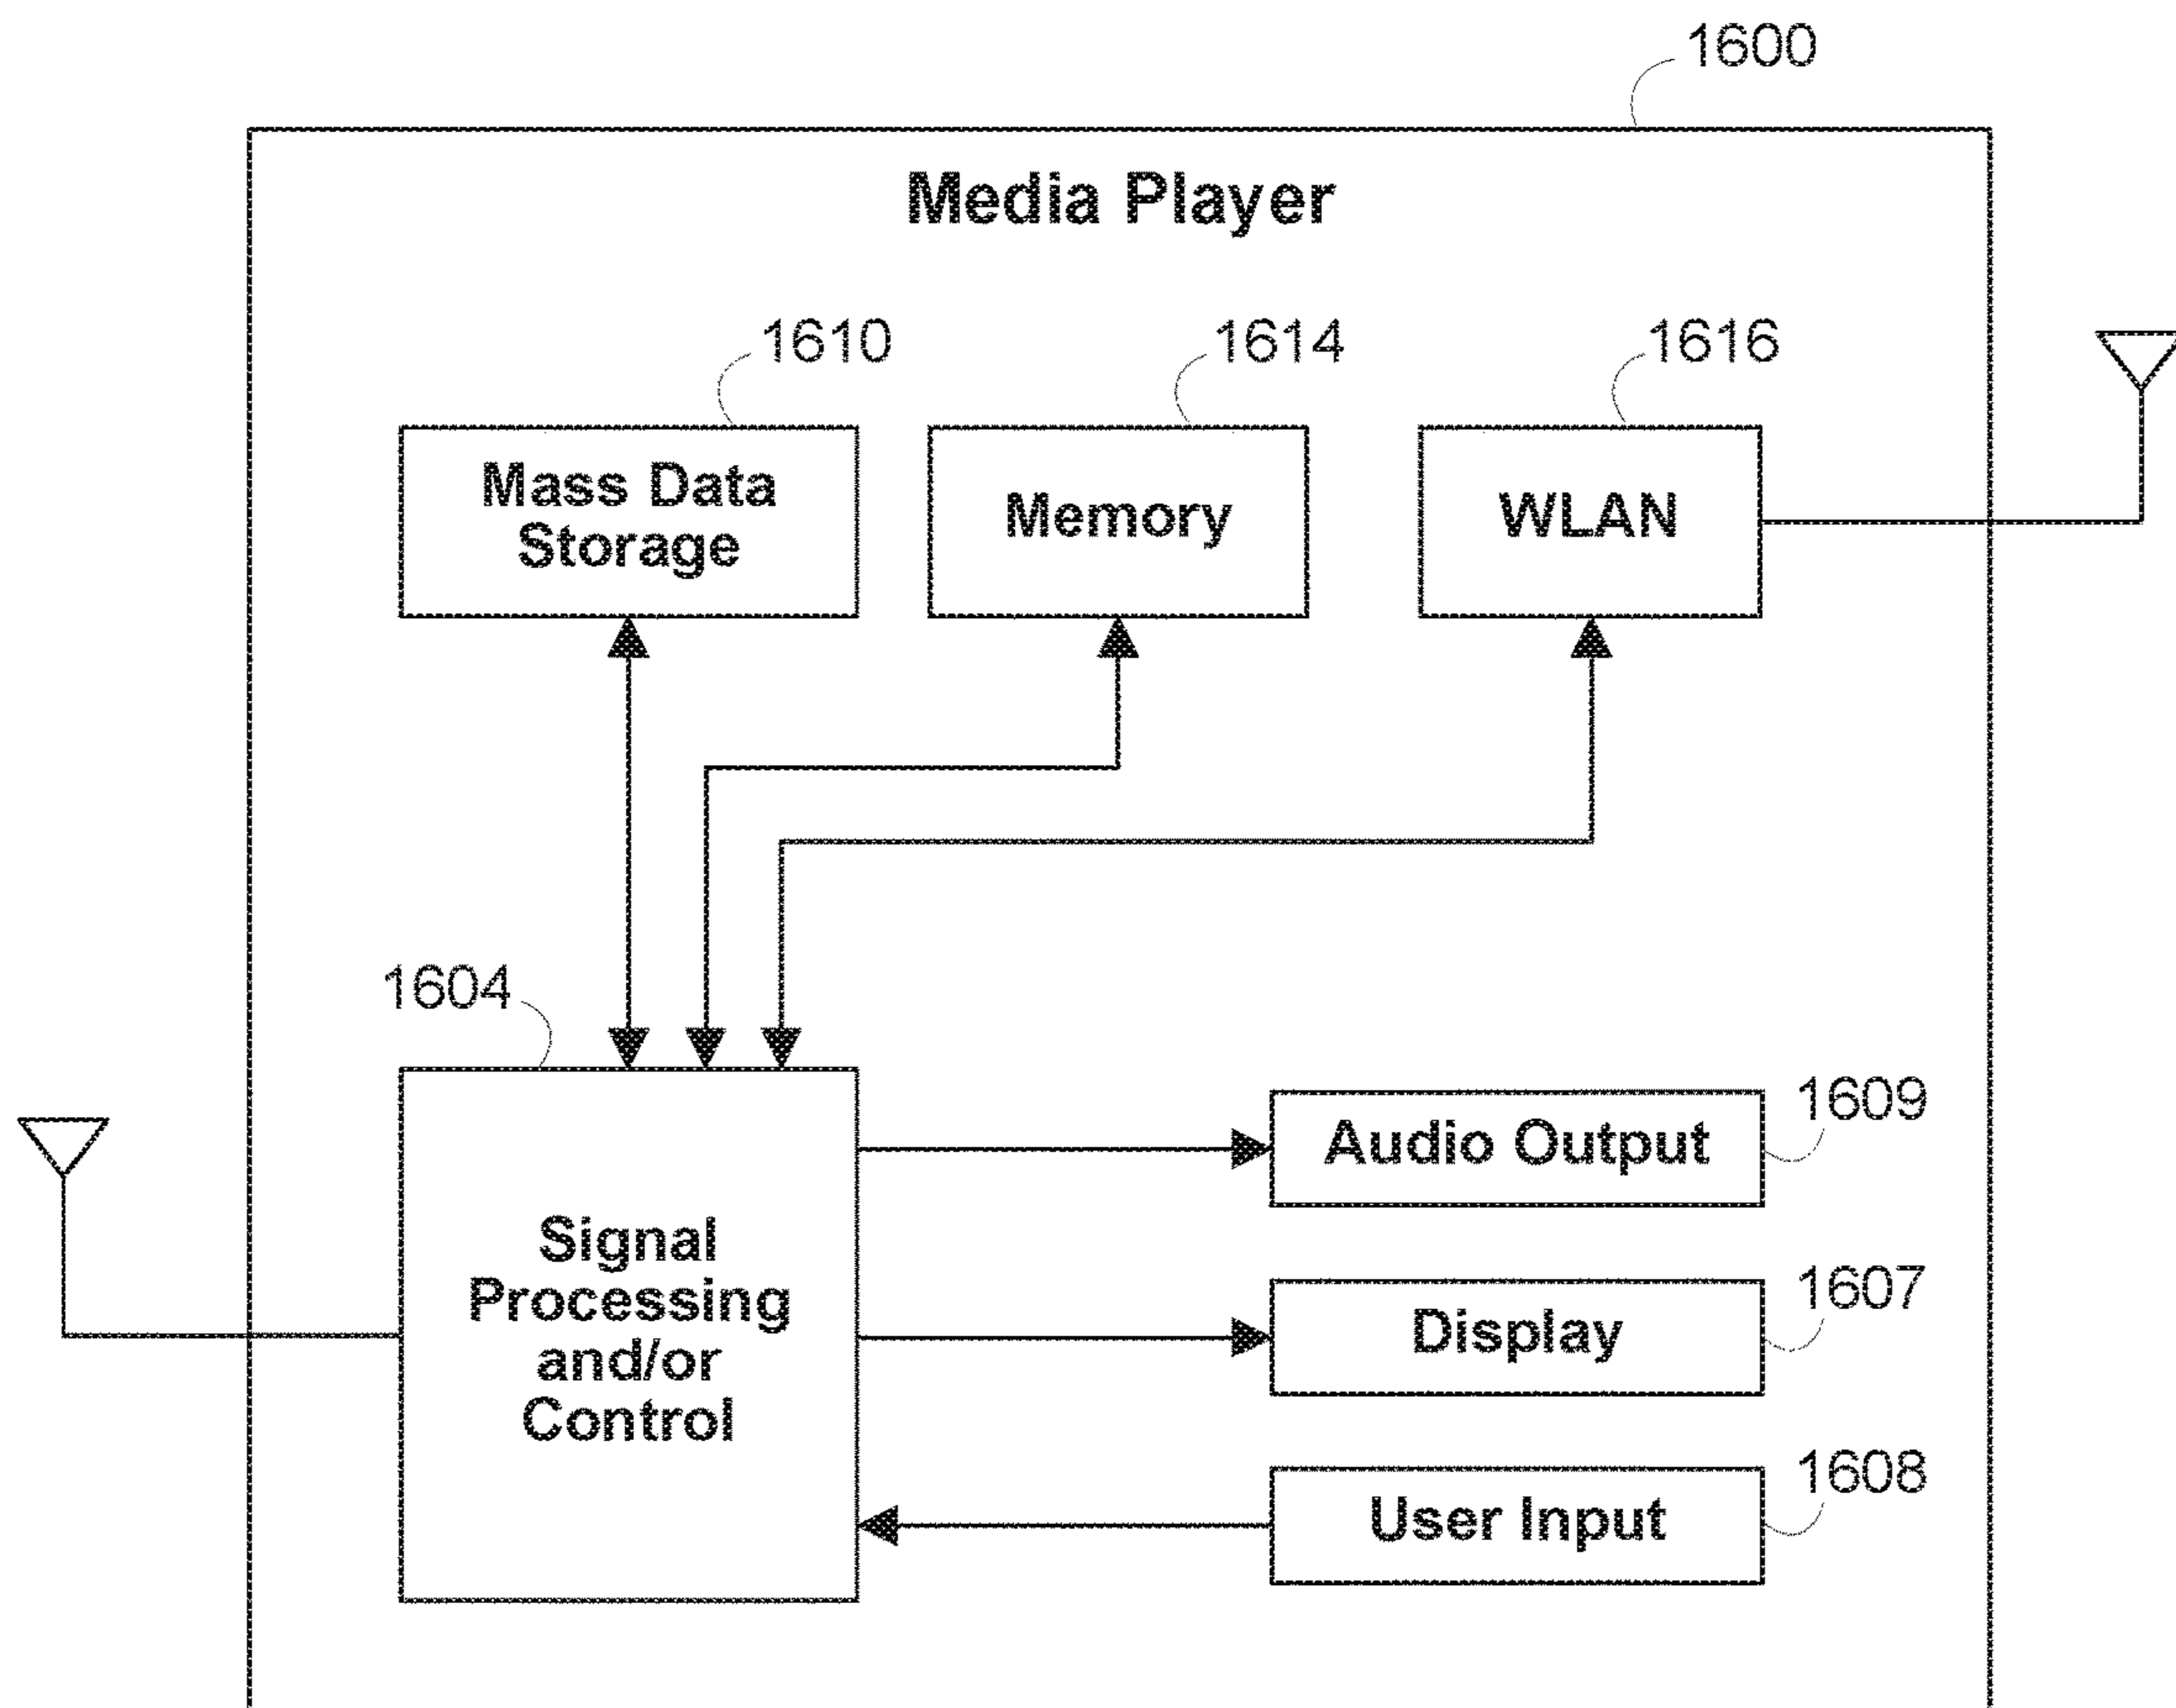 1600
Media Player
1610
1614
1616
Mass Data
Storage
Memory
WLAN
1604
Signal
Processing
and/or
Control
Audio Output
1609
Display
1607
User Input
1608